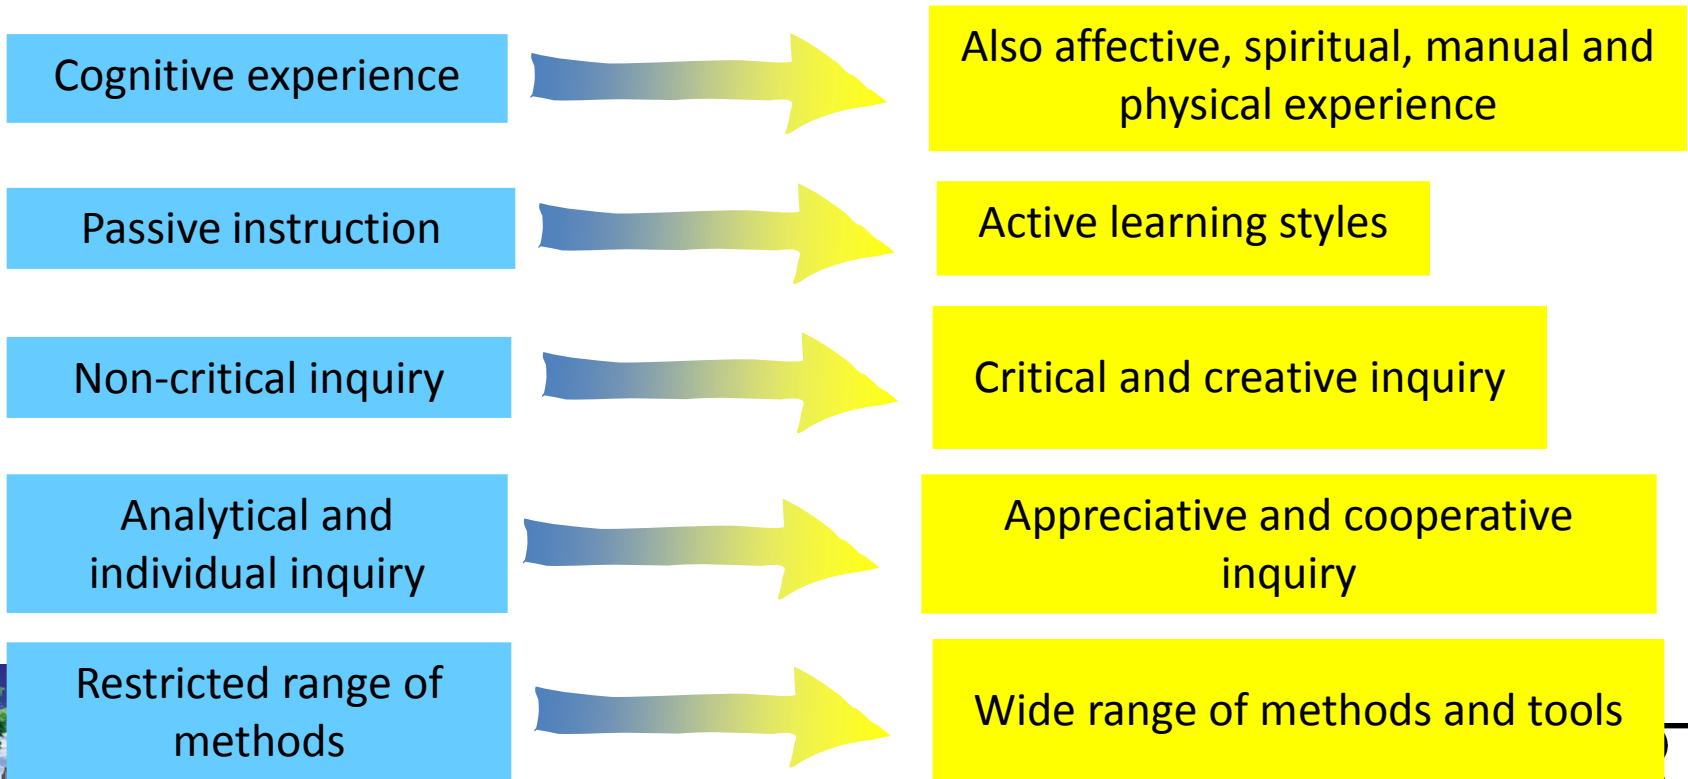 Cognitive experience
Also affective, spiritual, manual and
physical experience
Passive instruction
Active learning styles
Non-critical inquiry
Critical and creative inquiry
Analytical and
individual inquiry
Appreciative and cooperative
inquiry
Restricted range of
methods
Wide range of methods and tools